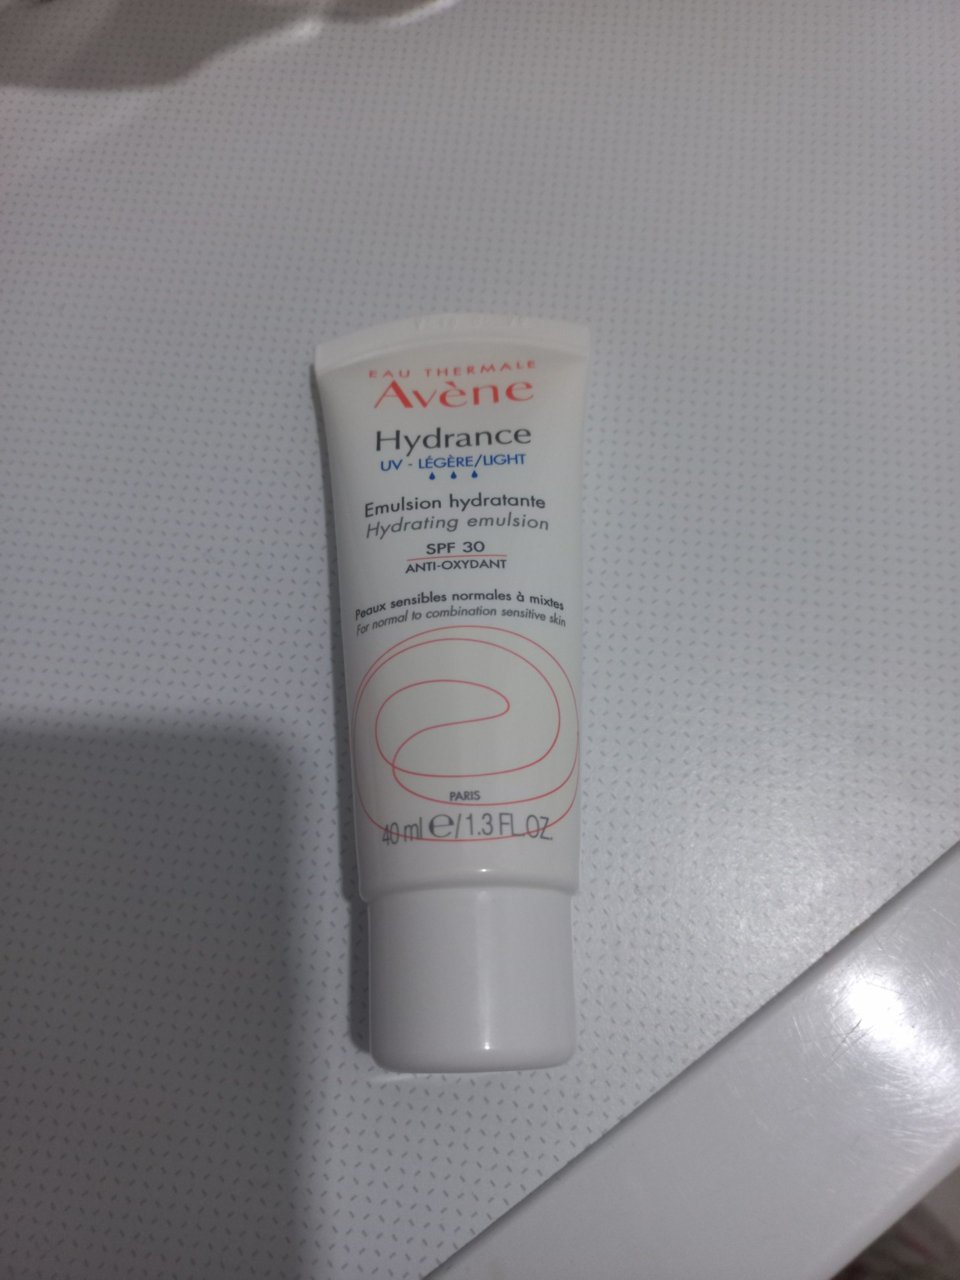 EAU THERMALE
Avène
Hydrance
UV - LÉGÈRE/LIGHT
Emulsion hydratante
Hydrating emulsion
SPF 30
ANTI-OXYDANT
Peaux sensibles normales à mixtes
For normal to combination sensitive skin
PARIS
40 ml e/1.3 FL.OZ.